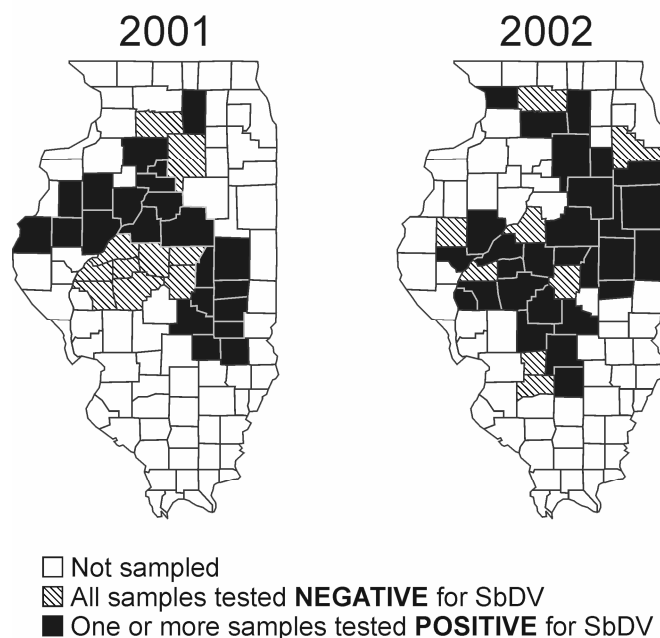 2001
2002
Not sampled
All samples tested NEGATIVE for SbDV
One or more samples tested POSITIVE for SbDV